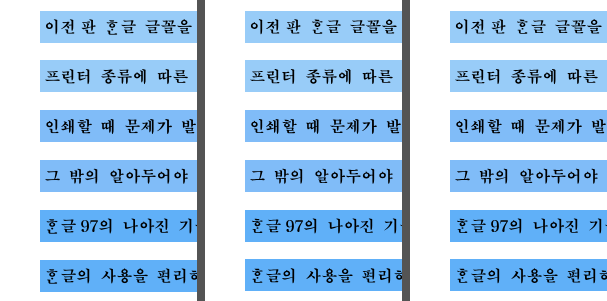 이전 판 ᄒᆞᆫ글 글꼴을
프린터 종류에 따른
인쇄할 때 문제가 발
그 밖의 알아두어야
ᄒᆞᆫ글 97의 나아진 기
ᄒᆞᆫ글의 사용을 편리
이전 판 ᄒᆞᆫ글 글꼴을
프린터 종류에 따른
인쇄할 때 문제가 발
그 밖의 알아두어야
ᄒᆞᆫ글 97의 나아진 기
ᄒᆞᆫ글의 사용을 편리
이전 판 ᄒᆞᆫ글 글꼴을
프린터 종류에 따른
인쇄할 때 문제가 발
그 밖의 알아두어야
ᄒᆞᆫ글 97의 나아진 기
ᄒᆞᆫ글의 사용을 편리